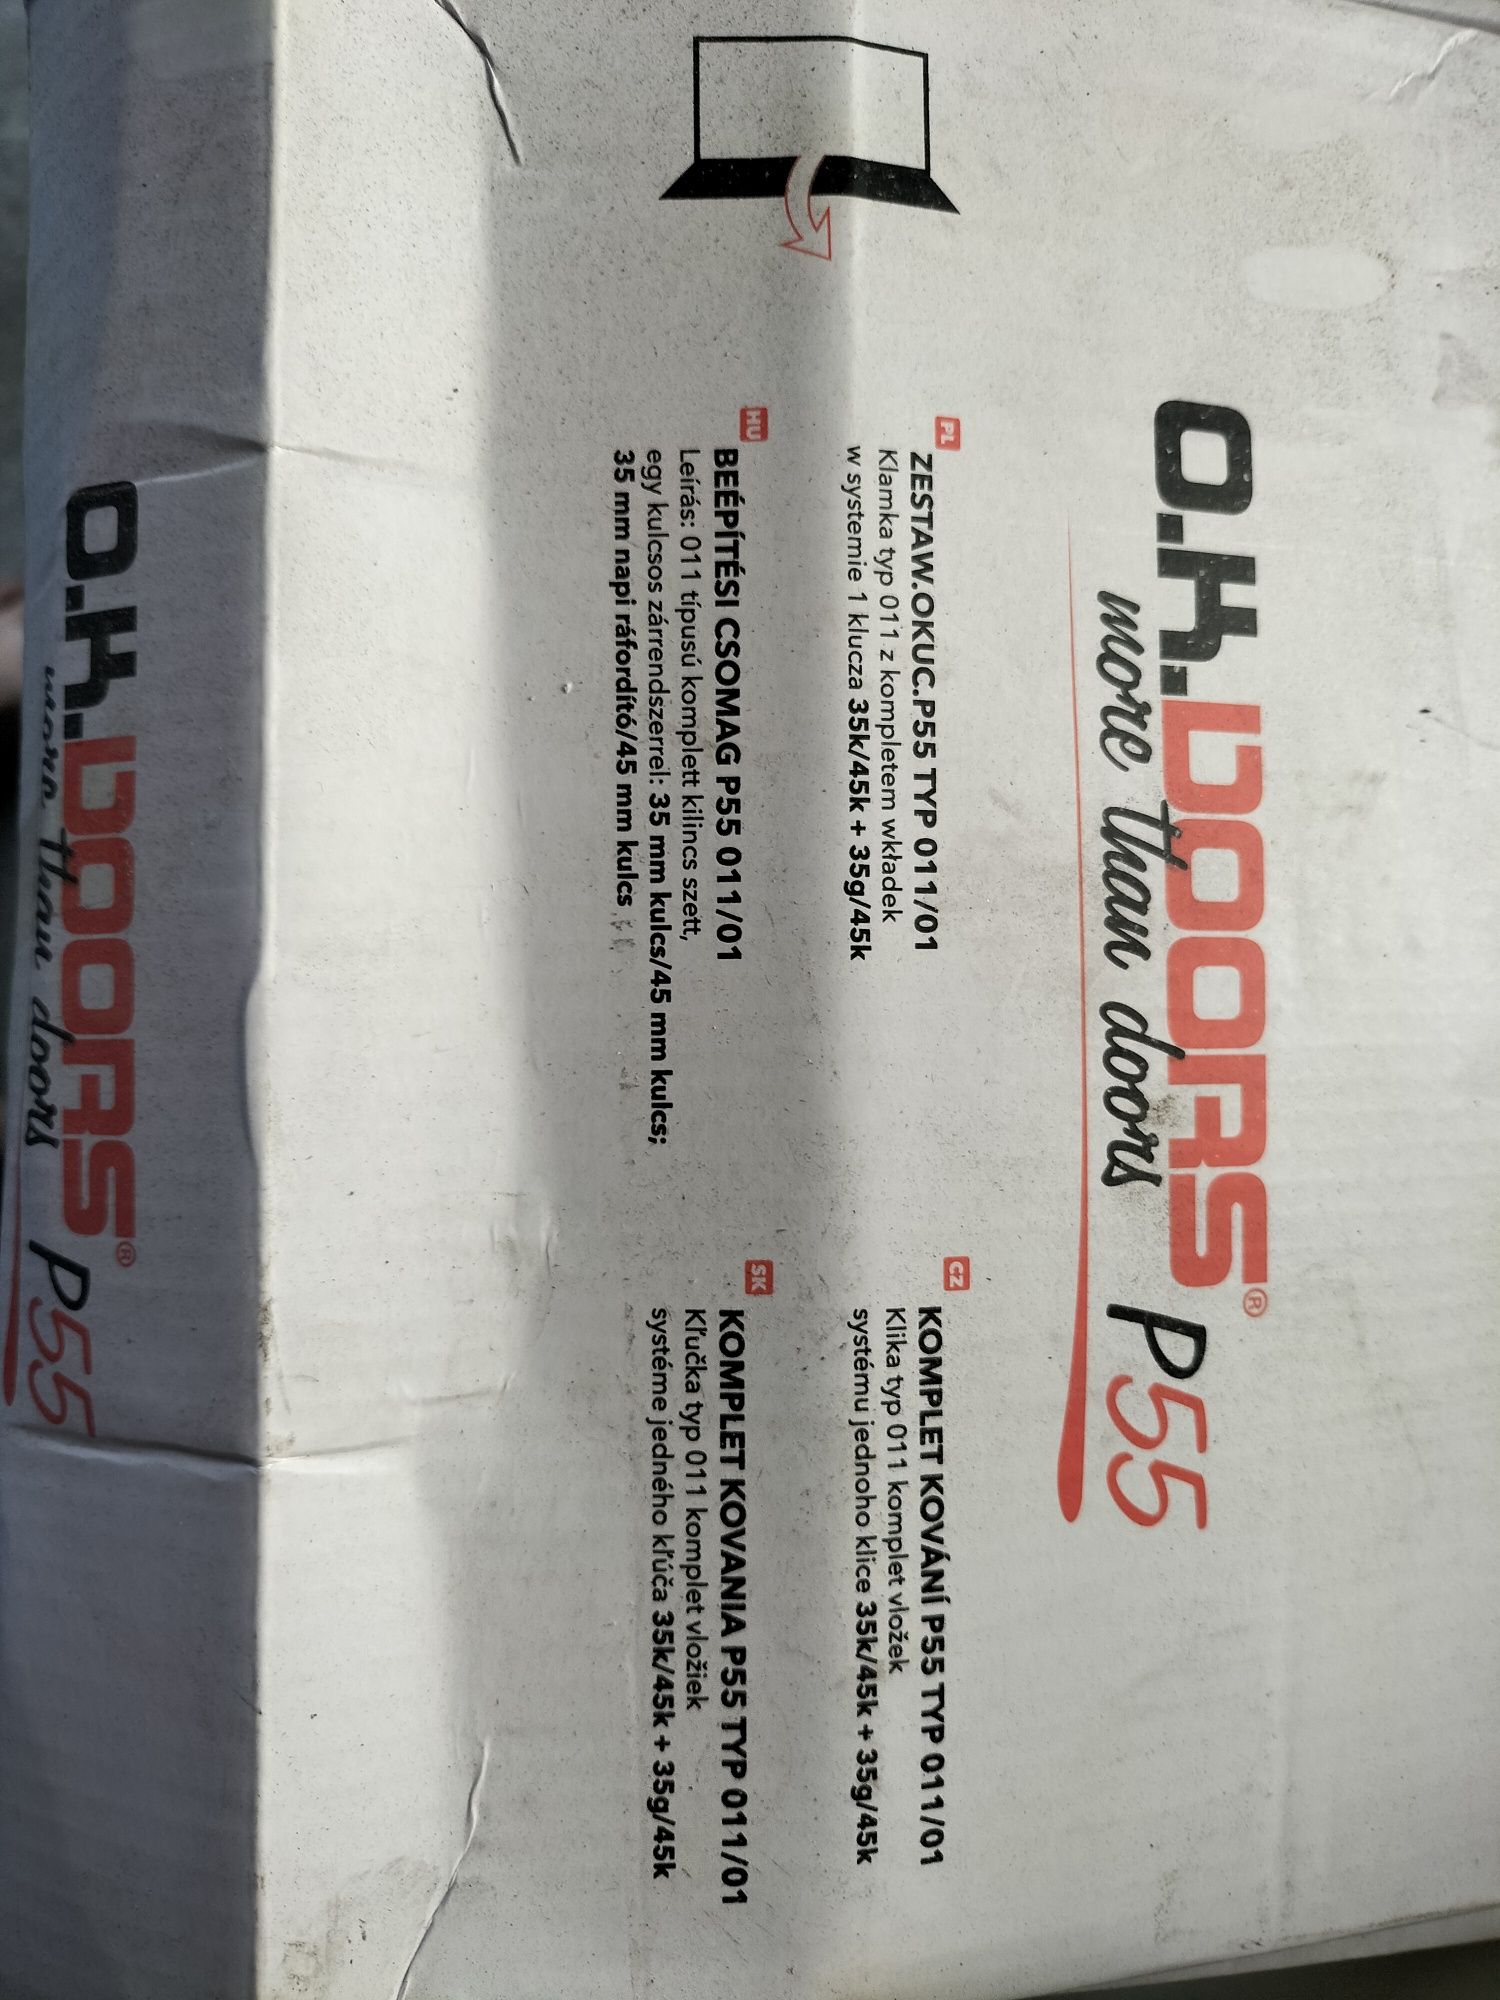 O.K.DOORS®
more than doors P55
PL
ZESTAW.OKUC.P55 TYP 011/01
Klamka typ 011 z kompletem wkładek
w systemie 1 klucza 35k/45k + 35g/45k
CZ
KOMPLET KOVÁNÍ P55 TYP 011/01
Klika typ 011 komplet vložek
systému jednoho klice 35k/45k + 35g/45k
HU
BEÉPÍTÉSI CSOMAG P55 011/01
Leírás: 011 típusú komplett kilincs szett,
egy kulcsos zárrendszerrel: 35 mm kulcs/45 mm kulcs;
35 mm napi ráfordító/45 mm kulcs
SK
KOMPLET KOVANIA P55 TYP 011/01
Kľučka typ 011 komplet vložiek
systéme jedného kľúča 35k/45k + 35g/45k
O.K.DOORS®
more than doors P55